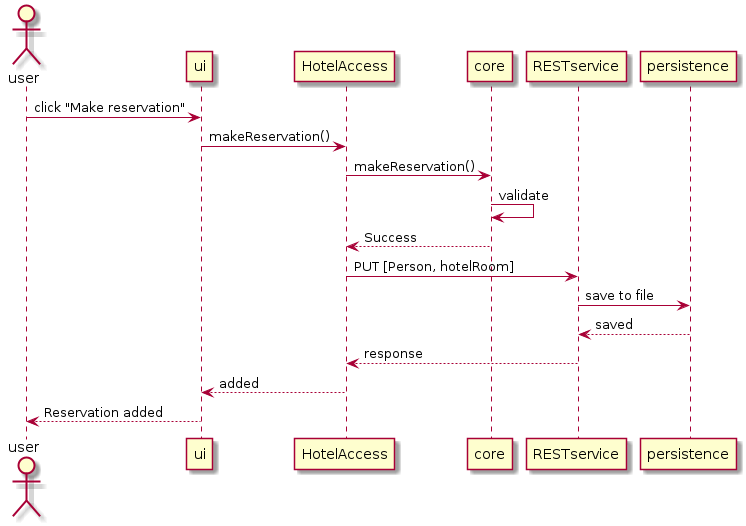 user
ui
HotelAccess
core
RESTservice
persistence
click "Make reservation"
makeReservation()
makeReservation()
validate
Success
PUT [Person, hotelRoom]
save to file
saved
response
added
Reservation added
user
ui
HotelAccess
core
RESTservice
persistence